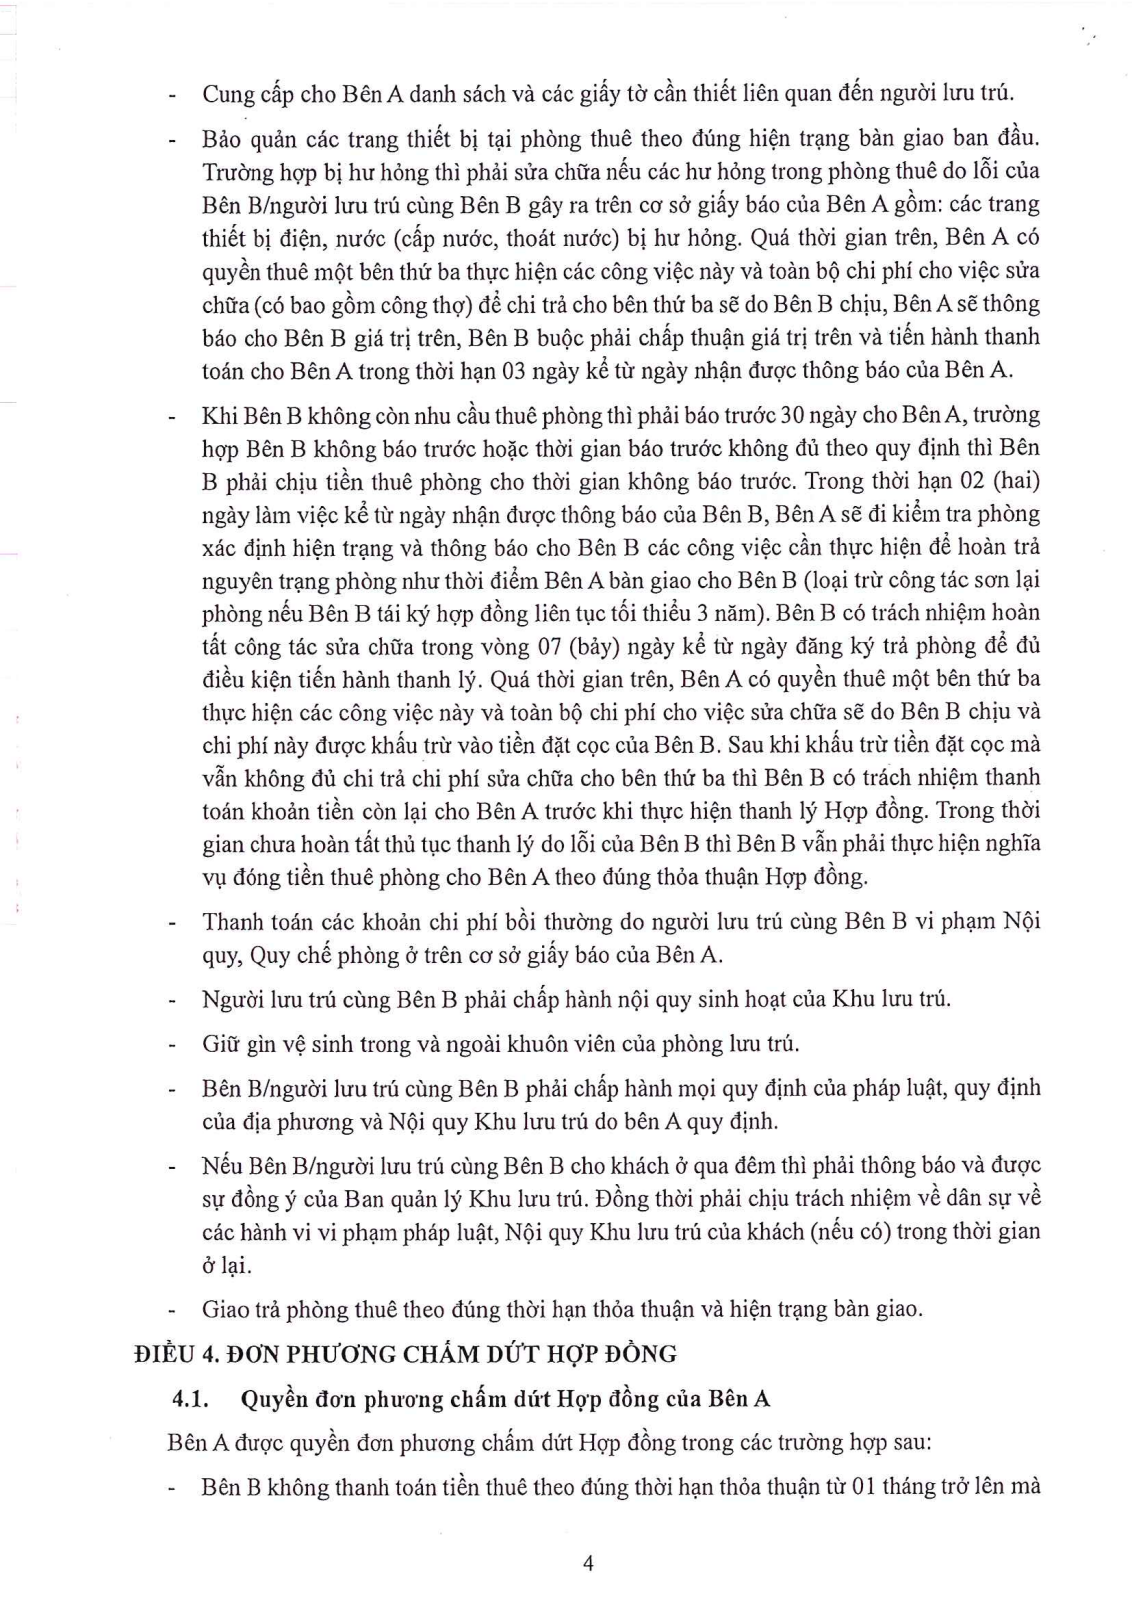 - Cung cấp cho Bên A danh sách và các giấy tờ cần thiết liên quan đến người lưu trú.
- Bảo quản các trang thiết bị tại phòng thuê theo đúng hiện trạng bàn giao ban đầu.
Trường hợp bị hư hỏng thì phải sửa chữa nếu các hư hỏng trong phòng thuê do lỗi của
Bên B/người lưu trú cùng Bên B gây ra trên cơ sở giấy báo của Bên A gồm: các trang
thiết bị điện, nước (cấp nước, thoát nước) bị hư hỏng. Quá thời gian trên, Bên A có
quyền thuê một bên thứ ba thực hiện các công việc này và toàn bộ chi phí cho việc sửa
chữa (có bao gồm công thợ) để chi trả cho bên thứ ba sẽ do Bên B chịu, Bên A sẽ thông
báo cho Bên B giá trị trên, Bên B buộc phải chấp thuận giá trị trên và tiến hành thanh
toán cho Bên A trong thời hạn 03 ngày kể từ ngày nhận được thông báo của Bên A.
- Khi Bên B không còn nhu cầu thuê phòng thì phải báo trước 30 ngày cho Bên A, trường
hợp Bên B không báo trước hoặc thời gian báo trước không đủ theo quy định thì Bên
B phải chịu tiền thuê phòng cho thời gian không báo trước. Trong thời hạn 02 (hai)
ngày làm việc kể từ ngày nhận được thông báo của Bên B, Bên A sẽ đi kiểm tra phòng
xác định hiện trạng và thông báo cho Bên B các công việc cần thực hiện để hoàn trả
nguyên trạng phòng như thời điểm Bên A bàn giao cho Bên B (loại trừ công tác sơn lại
phòng nếu Bên B tái ký hợp đồng liên tục tối thiểu 3 năm). Bên B có trách nhiệm hoàn
tất công tác sửa chữa trong vòng 07 (bảy) ngày kể từ ngày đăng ký trả phòng để đủ
điều kiện tiến hành thanh lý. Quá thời gian trên, Bên A có quyền thuê một bên thứ ba
thực hiện các công việc này và toàn bộ chi phí cho việc sửa chữa sẽ do Bên B chịu và
chi phí này được khấu trừ vào tiền đặt cọc của Bên B. Sau khi khấu trừ tiền đặt cọc mà
vẫn không đủ chi trả chi phí sửa chữa cho bên thứ ba thì Bên B có trách nhiệm thanh
toán khoản tiền còn lại cho Bên A trước khi thực hiện thanh lý Hợp đồng. Trong thời
gian chưa hoàn tất thủ tục thanh lý do lỗi của Bên B thì Bên B vẫn phải thực hiện nghĩa
vụ đóng tiền thuê phòng cho Bên A theo đúng thỏa thuận Hợp đồng.
- Thanh toán các khoản chi phí bồi thường do người lưu trú cùng Bên B vi phạm Nội
quy, Quy chế phòng ở trên cơ sở giấy báo của Bên A.
- Người lưu trú cùng Bên B phải chấp hành nội quy sinh hoạt của Khu lưu trú.
- Giữ gìn vệ sinh trong và ngoài khuôn viên của phòng lưu trú.
- Bên B/người lưu trú cùng Bên B phải chấp hành mọi quy định của pháp luật, quy định
của địa phương và Nội quy Khu lưu trú do bên A quy định.
- Nếu Bên B/người lưu trú cùng Bên B cho khách ở qua đêm thì phải thông báo và được
sự đồng ý của Ban quản lý Khu lưu trú. Đồng thời phải chịu trách nhiệm về dân sự về
các hành vi vi phạm pháp luật, Nội quy Khu lưu trú của khách (nếu có) trong thời gian
ở lại.
- Giao trả phòng thuê theo đúng thời hạn thỏa thuận và hiện trạng bàn giao.
ĐIỀU 4. ĐƠN PHƯƠNG CHẤM DỨT HỢP ĐỒNG
4.1. Quyền đơn phương chấm dứt Hợp đồng của Bên A
Bên A được quyền đơn phương chấm dứt Hợp đồng trong các trường hợp sau:
- Bên B không thanh toán tiền thuê theo đúng thời hạn thỏa thuận từ 01 tháng trở lên mà
4